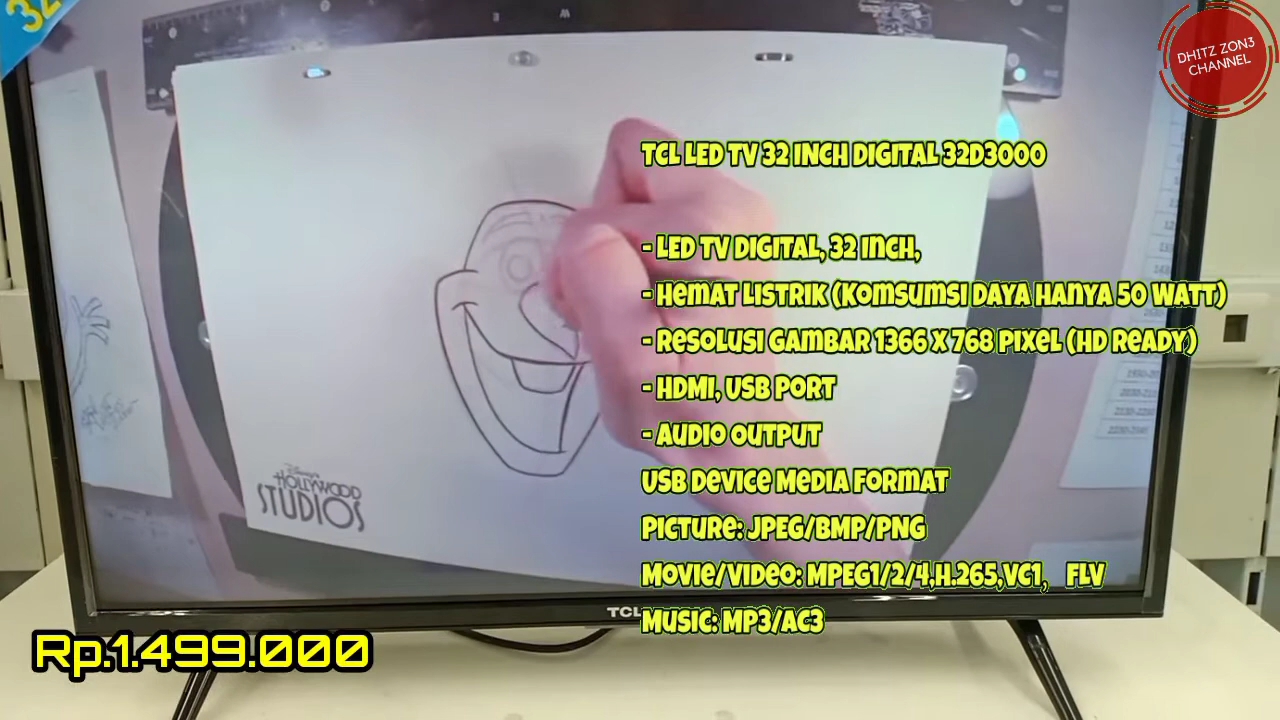 32"
DHITZ ZON3
CHANNEL
TCL LED TV 32 INCH DIGITAL 32D3000
- LED TV DIGITAL, 32 INCH,
- HEMAT LISTRIK (KOMSUMSI DAYA HANYA 50 WATT)
- RESOLUSI GAMBAR 1366 X 768 PIXEL (HD READY)
- HDMI, USB PORT
- AUDIO OUTPUT
USB DEVICE MEDIA FORMAT
PICTURE: JPEG/BMP/PNG
MOVIE/VIDEO: MPEG1/2/4,H.265,VC1, FLV
MUSIC: MP3/AC3
Disney's
HOLLYWOOD
STUDIOS
TCL
Rp.1.499.000